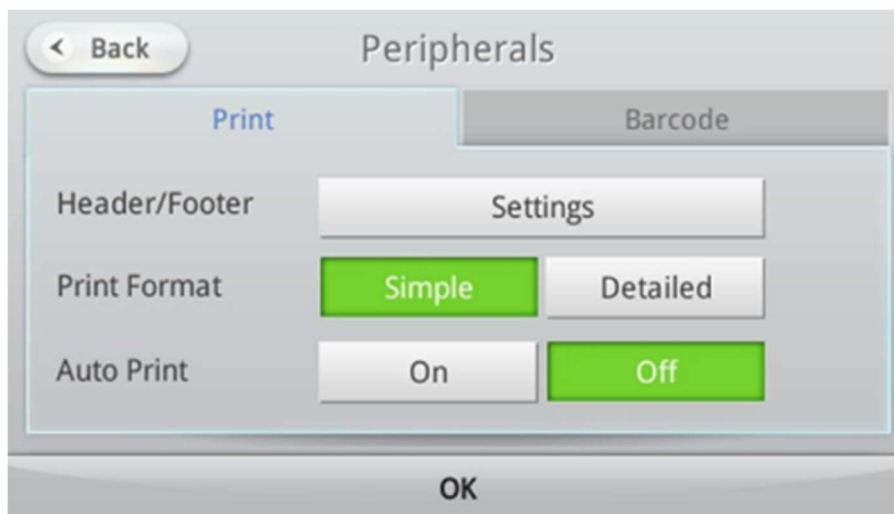 Back
Peripherals
Print
Barcode
Header/Footer
Settings
Print Format
Simple
Detailed
Auto Print
On
Off
OK